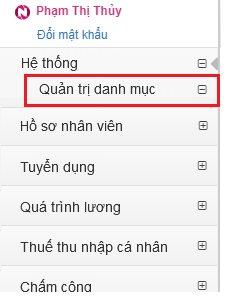 Phạm Thị Thủy
Đổi mật khẩu
Hệ thống
Quản trị danh mục
Hồ sơ nhân viên
Tuyển dụng
Quá trình lương
Thuế thu nhập cá nhân
Chấm công